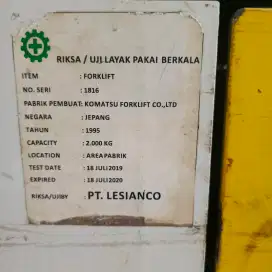 RIKSA / UJI LAYAK PAKAI BERKALA
ITEM : FORKLIFT
NO. SERI : 1816
PABRIK PEMBUAT: KOMATSU FORKLIFT CO.,LTD
NEGARA : JEPANG
TAHUN : 1995
CAPACITY : 2.000 KG
LOCATION : AREA PABRIK
TEST DATE : 18 JULI 2019
EXPIRED : 18 JULI 2020
RIKSA/UJI BY : PT. LESIANCO